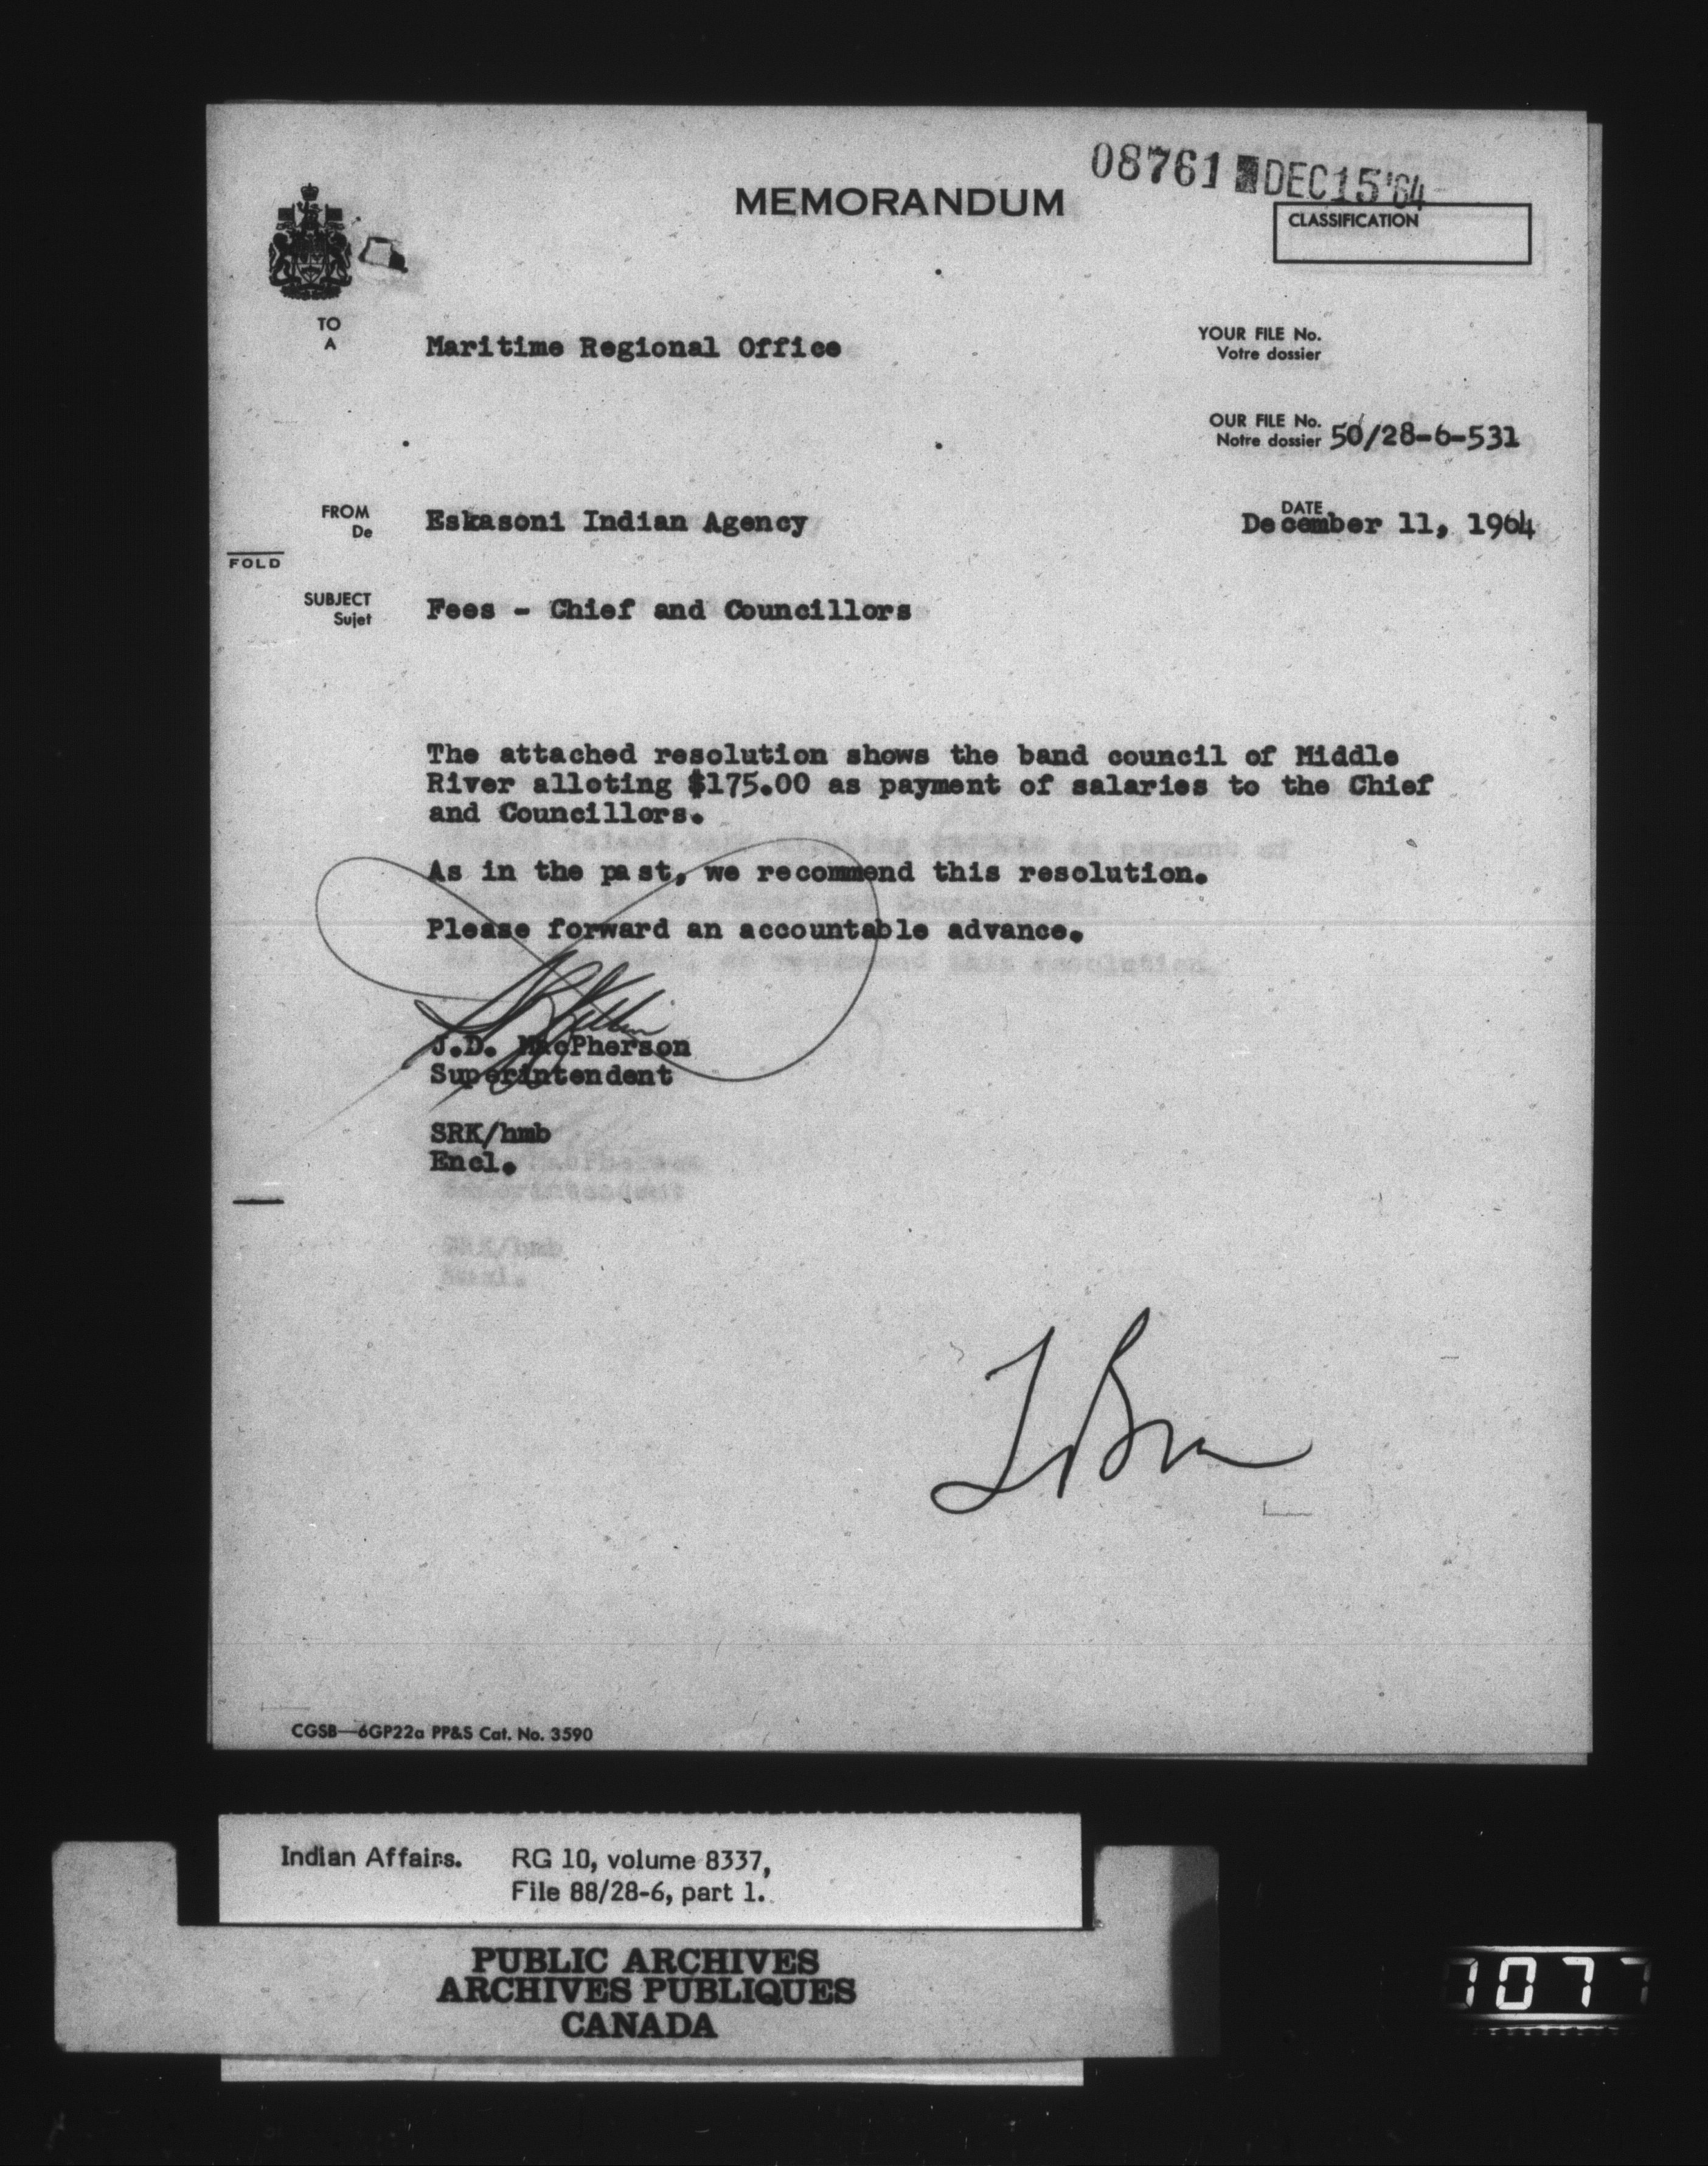 08761 DEC 15 '64
MEMORANDUM
CLASSIFICATION
TO
A
Maritime Regional Office
YOUR FILE No.
Votre dossier
OUR FILE No.
Notre dossier 50/28-6-531
FROM
De
Eskasoni Indian Agency
DATE
December 11, 1964
FOLD
SUBJECT
Sujet
Fees - Chief and Councillors
The attached resolution shows the band council of Middle
River alloting $175.00 as payment of salaries to the Chief
and Councillors.
As in the past, we recommend this resolution.
Please forward an accountable advance.
J.D. MacPherson
Superintendent
SRK/hmb
Encl.
CGSB—6GP22a PP&S Cat. No. 3590
Indian Affairs. RG 10, volume 8337,
File 88/28-6, part 1.
PUBLIC ARCHIVES
ARCHIVES PUBLIQUES
CANADA
1077